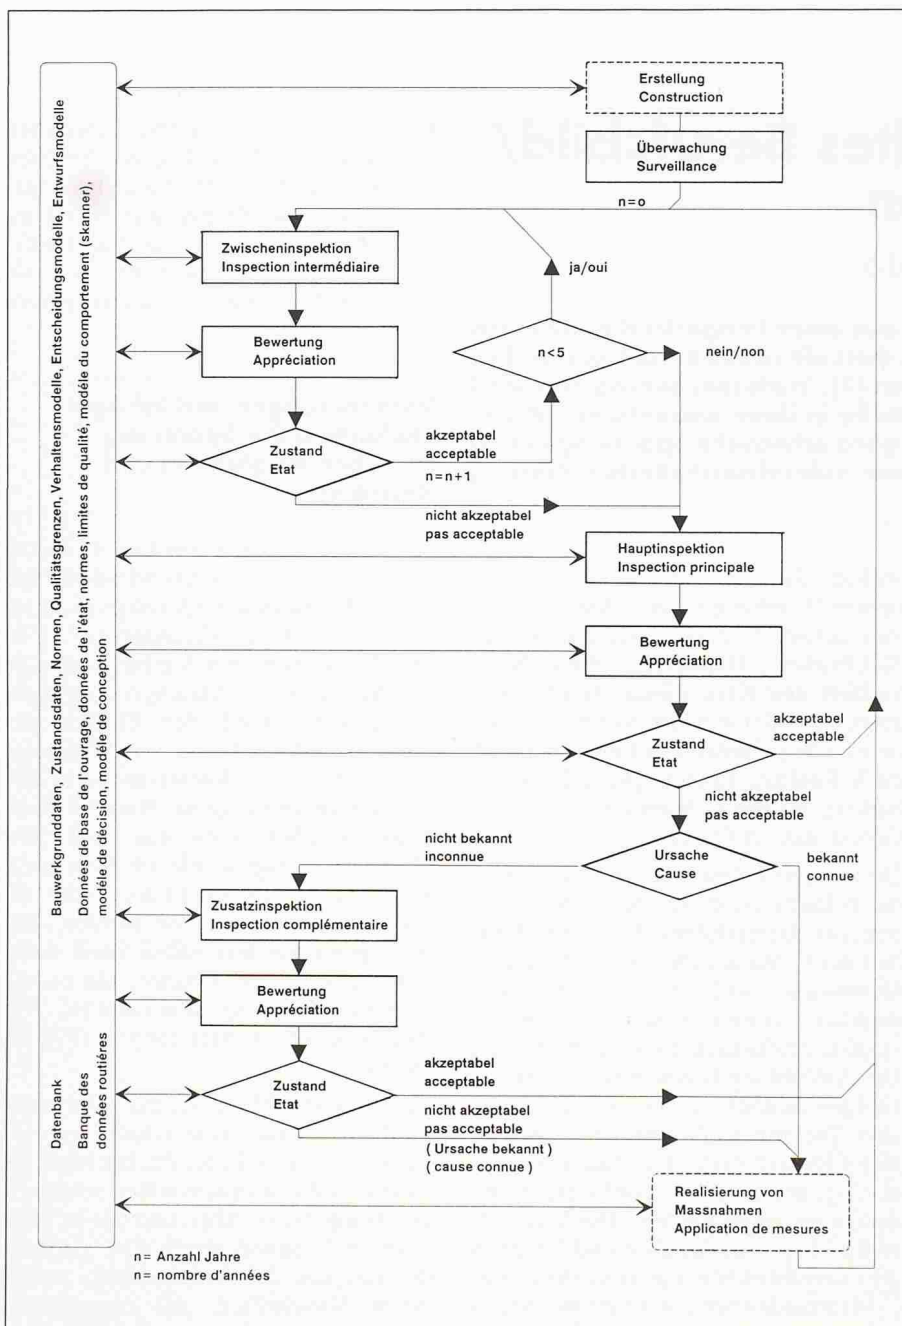 Erstellung
Construction
Überwachung
Surveillance
n=o
Zwischeninspektion
Inspection intermédiaire
ja/oui
Bewertung
Appréciation
n<5
nein/non
Zustand
Etat
akzeptabel
acceptable
n=n+1
nicht akzeptabel
pas acceptable
Hauptinspektion
Inspection principale
Bewertung
Appréciation
Zustand
Etat
akzeptabel
acceptable
nicht akzeptabel
pas acceptable
nicht bekannt
inconnue
Ursache
Cause
bekannt
connue
Zusatzinspektion
Inspection complémentaire
Bewertung
Appréciation
Zustand
Etat
akzeptabel
acceptable
nicht akzeptabel
pas acceptable
( Ursache bekannt )
( cause connue )
Realisierung von
Massnahmen
Application de mesures
Datenbank
Banque des
données routiéres
Bauwerkgrunddaten, Zustandsdaten, Normen, Qualitätsgrenzen, Verhaltensmodelle, Entscheidungsmodelle, Entwurfsmodelle
Données de base de l'ouvrage, données de l'état, normes, limites de qualité, modéle du comportement (skanner),
modéle de décision, modéle de conception
n= Anzahl Jahre
n= nombre d'années